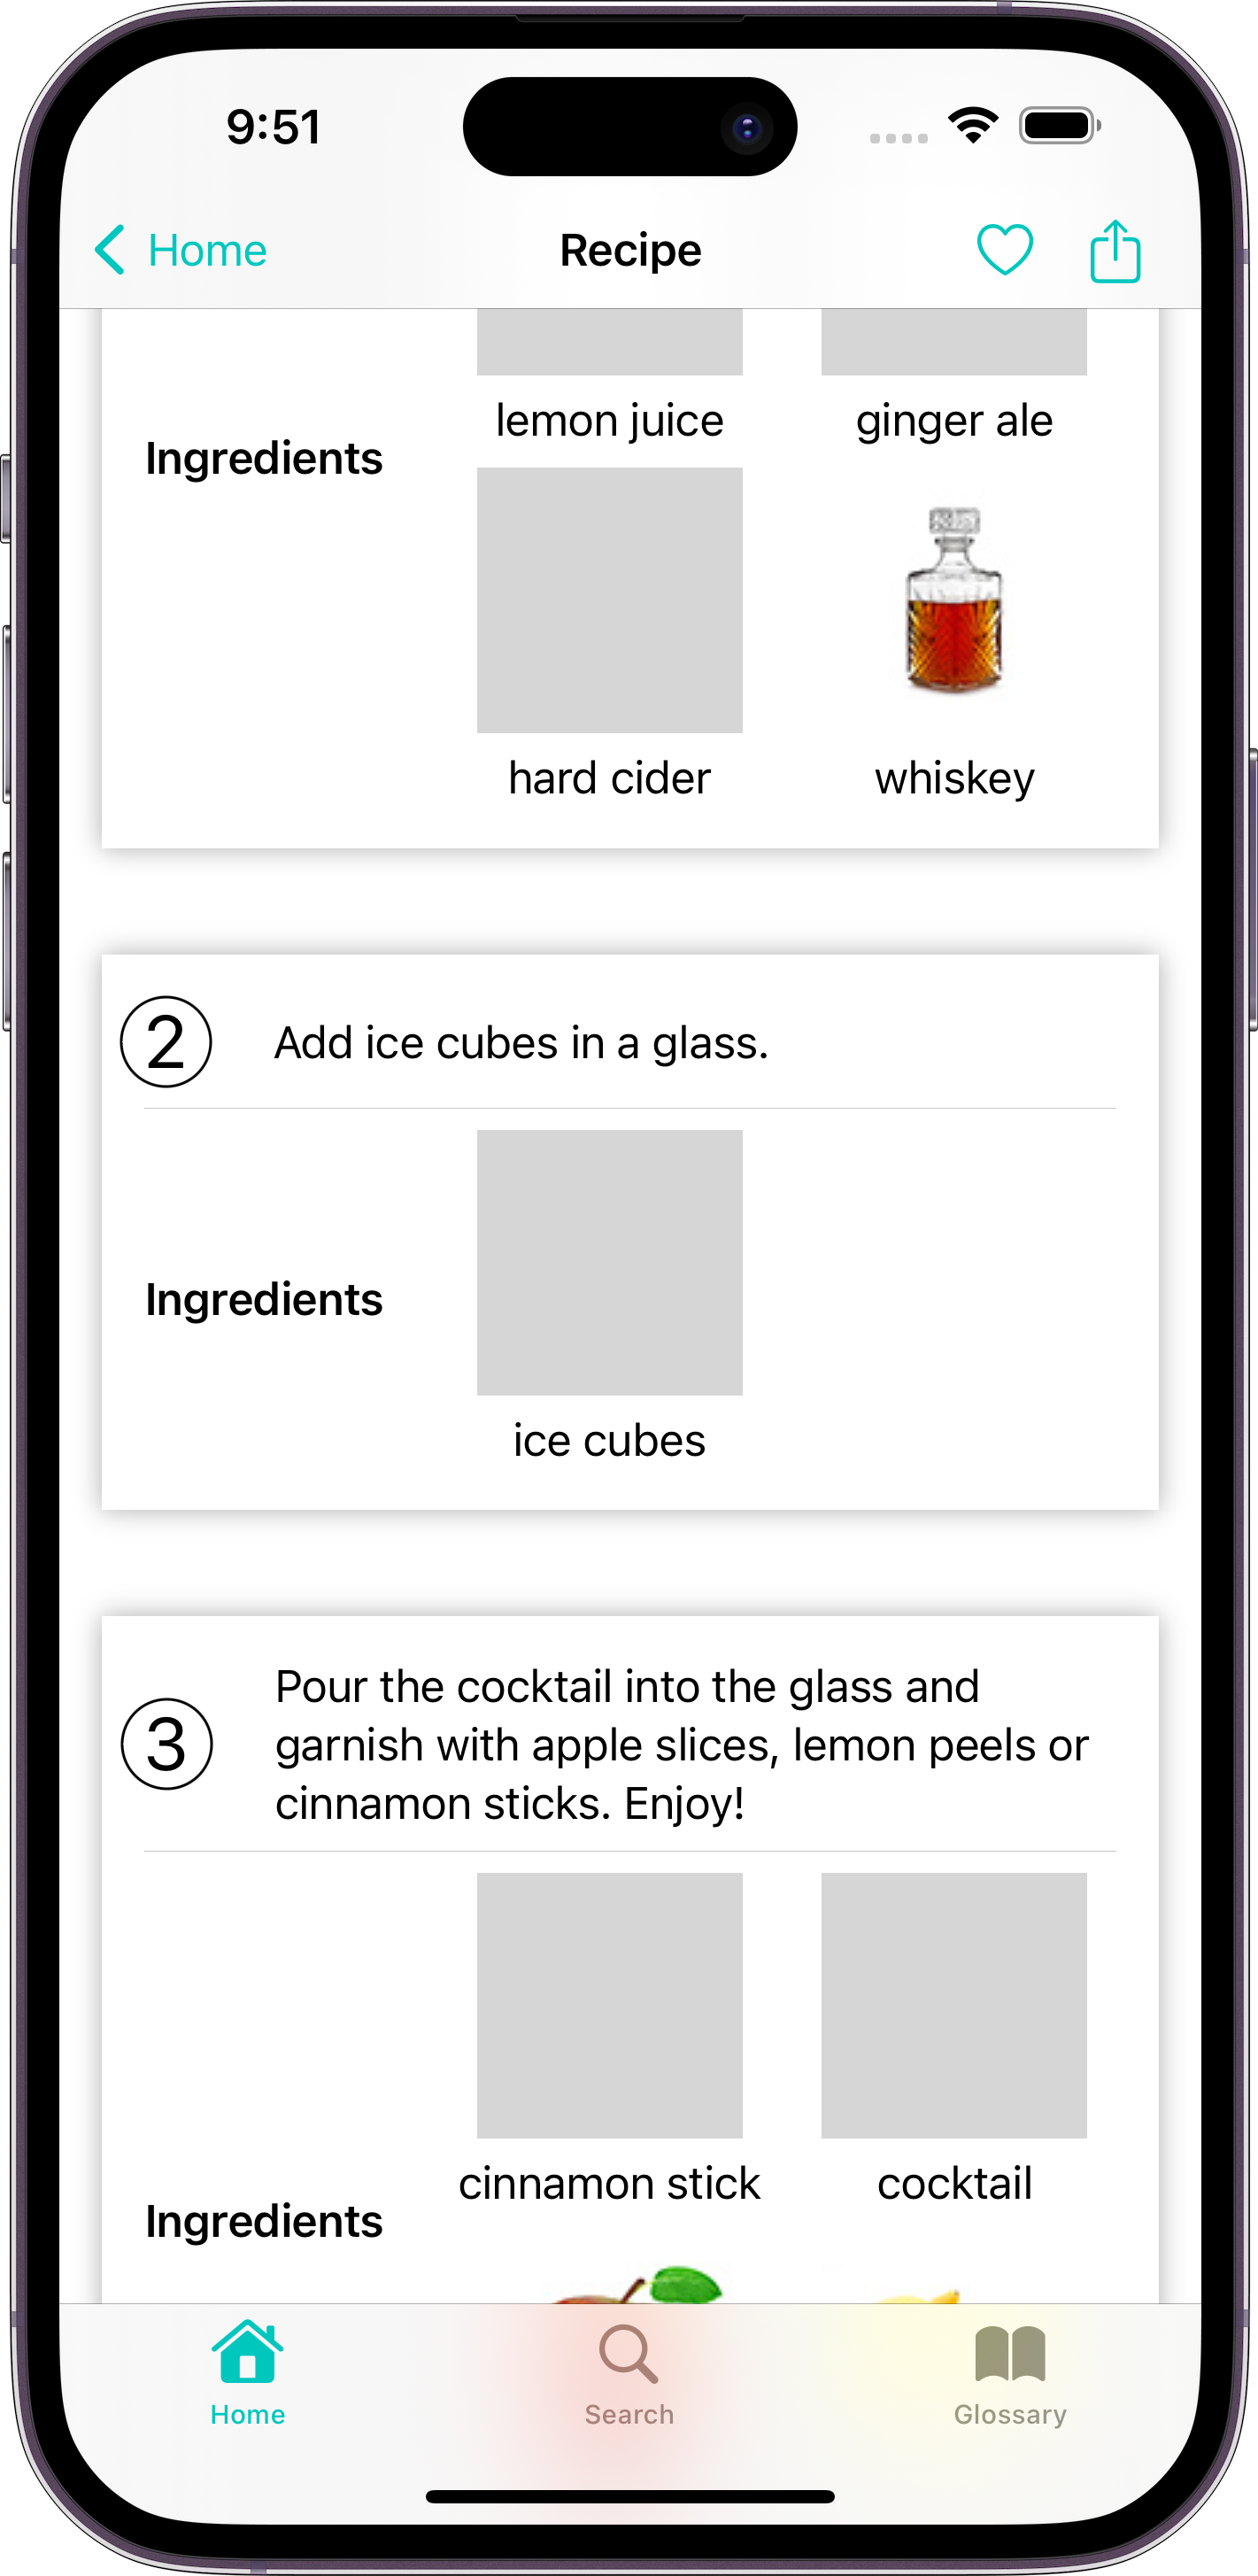 9:51
Home
Recipe
lemon juice
ginger ale
Ingredients
hard cider
whiskey
2
Add ice cubes in a glass.
Ingredients
ice cubes
3
Pour the cocktail into the glass and
garnish with apple slices, lemon peels or
cinnamon sticks. Enjoy!
cinnamon stick
cocktail
Ingredients
Home
Search
Glossary